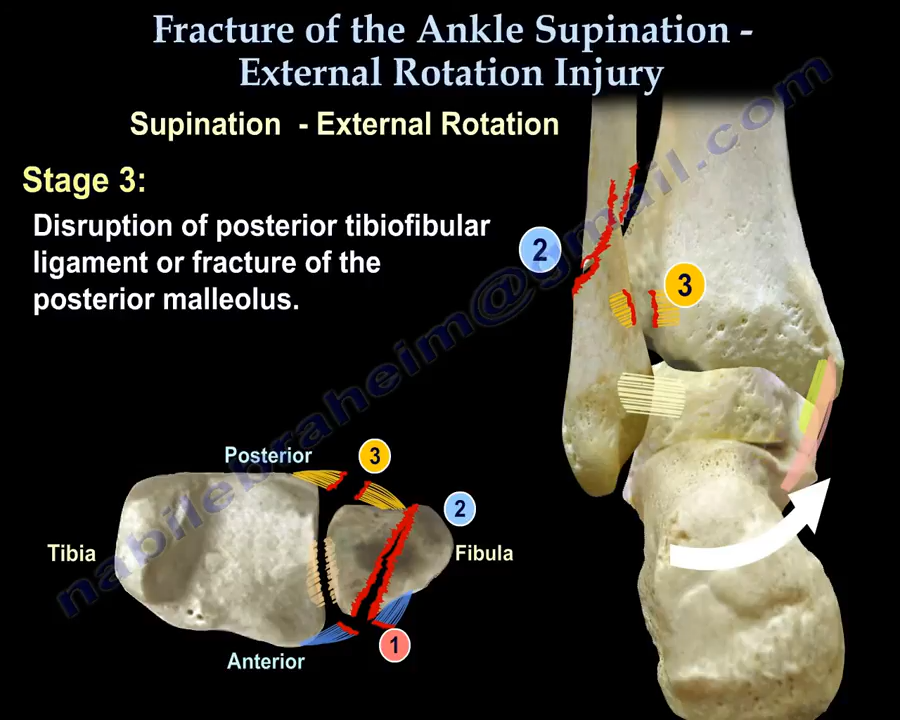 Fracture of the Ankle Supination -
External Rotation Injury
Supination - External Rotation
Stage 3:
Disruption of posterior tibiofibular
ligament or fracture of the
posterior malleolus.
2
3
Posterior
3
2
Tibia
Fibula
1
Anterior
nabilebraheim@gmail.com